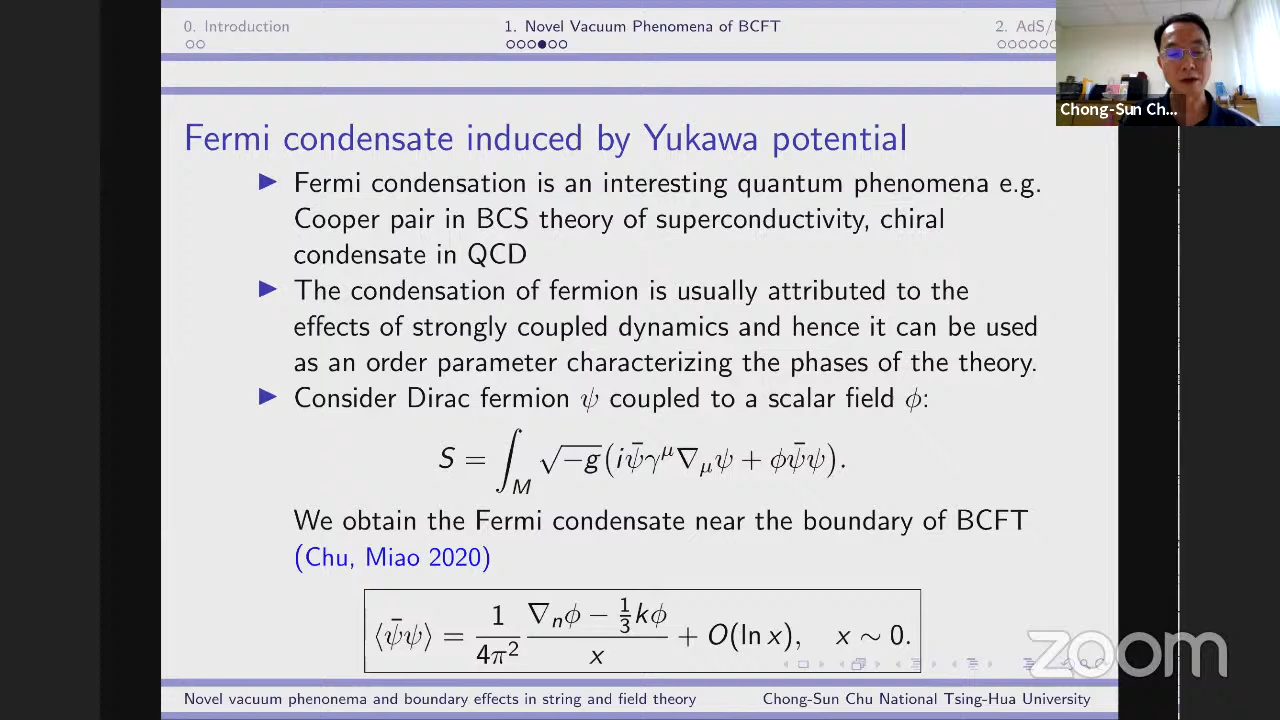 0. Introduction
1. Novel Vacuum Phenomena of BCFT
2. AdS/
Chong-Sun Ch...
Fermi condensate induced by Yukawa potential
Fermi condensation is an interesting quantum phenomena e.g.
Cooper pair in BCS theory of superconductivity, chiral
condensate in QCD
The condensation of fermion is usually attributed to the
effects of strongly coupled dynamics and hence it can be used
as an order parameter characterizing the phases of the theory.
Consider Dirac fermion ψ coupled to a scalar field ϕ:
S = ∫_M √−g (iψ̄γ^μ∇_μψ + ϕψ̄ψ).
We obtain the Fermi condensate near the boundary of BCFT
(Chu, Miao 2020)
⟨ψ̄ψ⟩ = 1/4π² (∇_nϕ − 1/3 kϕ)/x + O(ln x), x ∼ 0.
zoom
Novel vacuum phenonema and boundary effects in string and field theory
Chong-Sun Chu National Tsing-Hua University